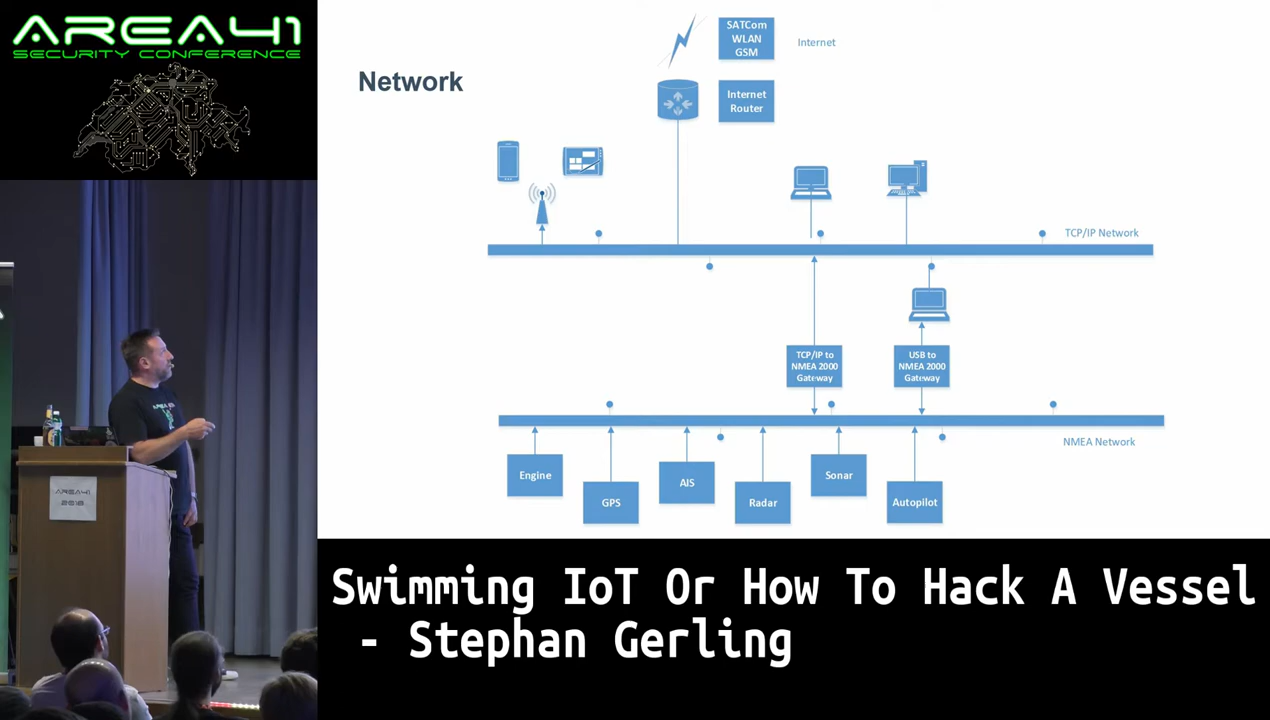 AREA41
SECURITY CONFERENCE
Network
SATCom
WLAN
GSM
Internet
Internet
Router
TCP/IP Network
TCP/IP to
NMEA 2000
Gateway
USB to
NMEA 2000
Gateway
NMEA Network
Engine
GPS
AIS
Radar
Sonar
Autopilot
AREA41
2018
Swimming IoT Or How To Hack A Vessel
- Stephan Gerling